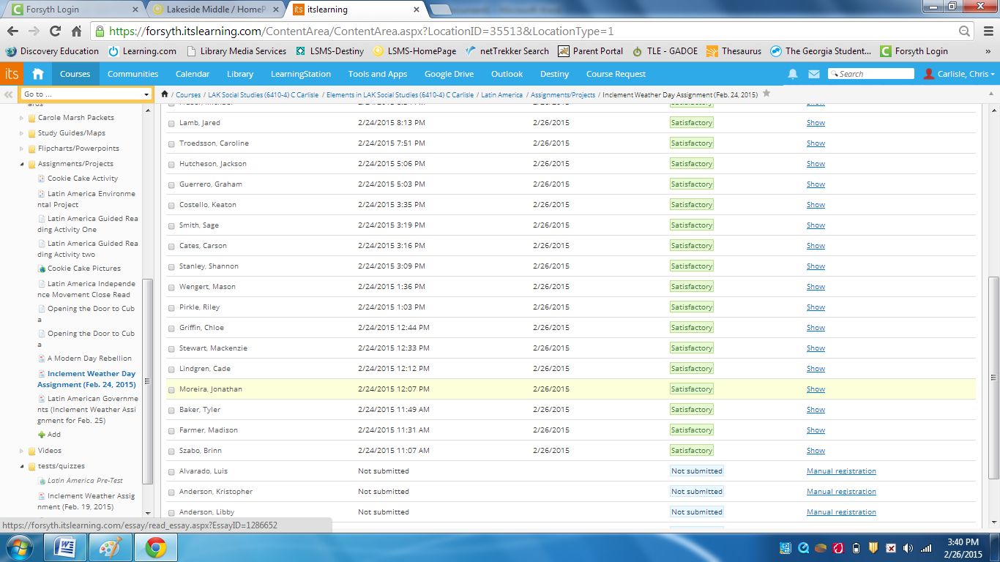 Forsyth Login
Lakeside Middle / HomeP
itslearning
https://forsyth.itslearning.com/ContentArea/ContentArea.aspx?LocationID=35513&LocationType=1
Discovery Education Learning.com Library Media Services LSMS-Destiny LSMS-HomePage netTrekker Search Parent Portal TLE - GADOE Thesaurus The Georgia Student... Forsyth Login »
its Courses Communities Calendar Library LearningStation Tools and Apps Google Drive Outlook Destiny Course Request Search Carlisle, Chris
Go to ...
/ Courses / LAK Social Studies (6410-4) C Carlisle / Elements in LAK Social Studies (6410-4) C Carlisle / Latin America / Assignments/Projects / Inclement Weather Day Assignment (Feb. 24, 2015)
ards
Carole Marsh Packets
Study Guides/Maps
Flipcharts/Powerpoints
Assignments/Projects
Cookie Cake Activity
Latin America Environme
ntal Project
Latin America Guided Rea
ding Activity One
Latin America Guided Rea
ding Activity two
Cookie Cake Pictures
Latin America Independe
nce Movement Close Read
Opening the Door to Cub
a
Opening the Door to Cub
a
A Modern Day Rebellion
Inclement Weather Day
Assignment (Feb. 24, 2015)
Latin American Governme
nts (Inclement Weather Assi
gnment for Feb. 25)
Add
Videos
tests/quizzes
Latin America Pre-Test
Inclement Weather Assig
nment (Feb. 19, 2015)
Lamb, Jared 2/24/2015 8:13 PM 2/26/2015 Satisfactory Show
Troedsson, Caroline 2/24/2015 7:51 PM 2/26/2015 Satisfactory Show
Hutcheson, Jackson 2/24/2015 5:06 PM 2/26/2015 Satisfactory Show
Guerrero, Graham 2/24/2015 5:03 PM 2/26/2015 Satisfactory Show
Costello, Keaton 2/24/2015 3:35 PM 2/26/2015 Satisfactory Show
Smith, Sage 2/24/2015 3:19 PM 2/26/2015 Satisfactory Show
Cates, Carson 2/24/2015 3:16 PM 2/26/2015 Satisfactory Show
Stanley, Shannon 2/24/2015 3:09 PM 2/26/2015 Satisfactory Show
Wengert, Mason 2/24/2015 1:36 PM 2/26/2015 Satisfactory Show
Pirkle, Riley 2/24/2015 1:03 PM 2/26/2015 Satisfactory Show
Griffin, Chloe 2/24/2015 12:44 PM 2/26/2015 Satisfactory Show
Stewart, Mackenzie 2/24/2015 12:33 PM 2/26/2015 Satisfactory Show
Lindgren, Cade 2/24/2015 12:12 PM 2/26/2015 Satisfactory Show
Moreira, Jonathan 2/24/2015 12:07 PM 2/26/2015 Satisfactory Show
Baker, Tyler 2/24/2015 11:49 AM 2/26/2015 Satisfactory Show
Farmer, Madison 2/24/2015 11:31 AM 2/26/2015 Satisfactory Show
Szabo, Brinn 2/24/2015 11:07 AM 2/26/2015 Satisfactory Show
Alvarado, Luis Not submitted Not submitted Manual registration
Anderson, Kristopher Not submitted Not submitted Manual registration
Anderson, Libby Not submitted Not submitted Manual registration
https://forsyth.itslearning.com/essay/read_essay.aspx?EssayID=1286652
3:40 PM
2/26/2015